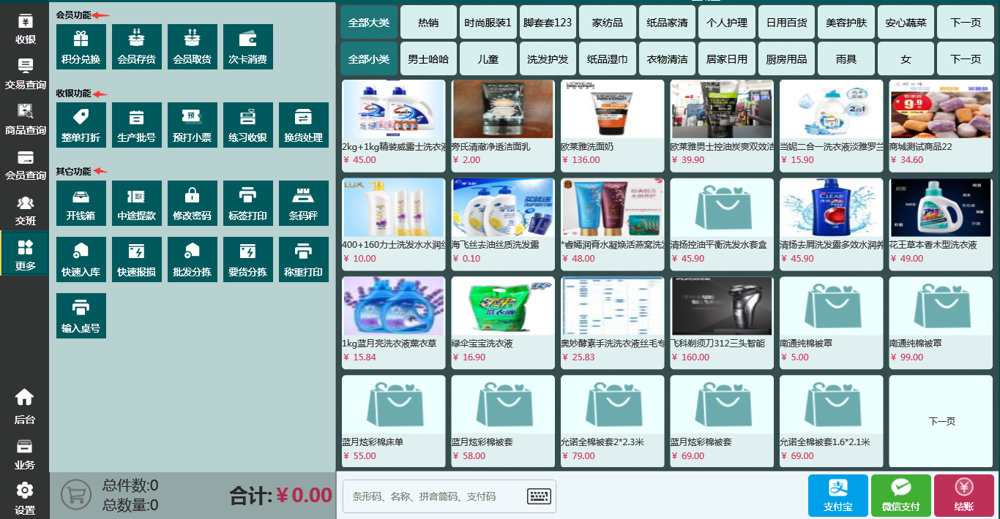 收银
交易查询
商品查询
会员查询
交班
更多
后台
业务
设置
会员功能
积分兑换 会员存货 会员取货 次卡消费
收银功能
整单打折 生产批号 预打小票 练习收银 换货处理
其它功能
开钱箱 中途提款 修改密码 标签打印 条码秤
快速入库 快速报损 批发分拣 要货分拣 称重打印
输入桌号
总件数:0
总数量:0
合计:￥0.00
全部大类 热销 时尚服装1 脚套套123 家纺品 纸品家清 个人护理 日用百货 美容护肤 安心蔬菜 下一页
全部小类 男士哈哈 儿童 洗发护发 纸品湿巾 衣物清洁 居家日用 厨房用品 雨具 女 下一页
2kg+1kg精装威露士洗衣液 旁氏清澈净透洁面乳 欧莱雅洗面奶 欧莱雅男士控油炭爽双效洁 当妮二合一洗衣液淡雅罗兰 商城测试商品22
￥ 45.00 ￥ 2.00 ￥ 136.00 ￥ 39.90 ￥ 15.90 ￥ 34.60
400+160力士洗发水水润丝 海飞丝去油丝质洗发露 *睿嫣润膏水凝焕活燕窝洗发 清扬控油平衡洗发水套盒 清扬去屑洗发露多效水润养 花王草本香木型洗衣液
￥ 10.00 ￥ 0.10 ￥ 48.00 ￥ 45.90 ￥ 45.90 ￥ 49.00
1kg蓝月亮洗衣液薰衣草 绿伞宝宝洗衣液 奥妙酵素手洗洗衣液丝毛专 飞科剃须刀312三头智能 南通纯棉被罩 南通纯棉被罩
￥ 15.84 ￥ 16.90 ￥ 25.83 ￥ 160.00 ￥ 5.00 ￥ 99.00
蓝月炫彩棉床单 蓝月炫彩棉被套 允诺全棉被套2*2.3米 蓝月炫彩棉被套 允诺全棉被套1.6*2.1米 下一页
￥ 55.00 ￥ 58.00 ￥ 79.00 ￥ 69.00 ￥ 69.00
条形码、名称、拼音简码、支付码
支付宝 微信支付 结账